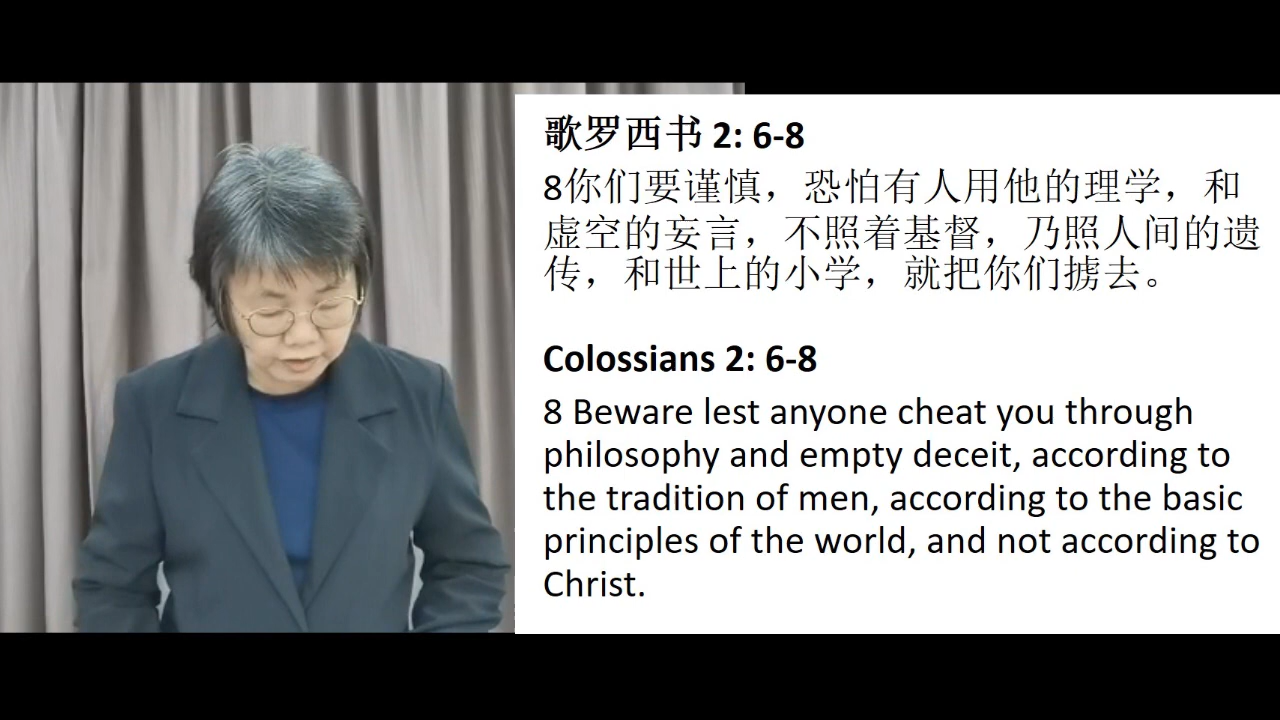 歌罗西书 2: 6-8
8你们要谨慎，恐怕有人用他的理学，和
虚空的妄言，不照着基督，乃照人间的遗
传，和世上的小学，就把你们掳去。
Colossians 2: 6-8
8 Beware lest anyone cheat you through
philosophy and empty deceit, according to
the tradition of men, according to the basic
principles of the world, and not according to
Christ.